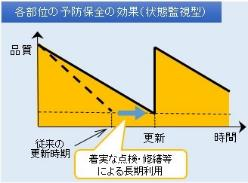 各部位の予防保全の効果(状態監視型)
品質
従来の
更新時期
更新
時間
着実な点検・修繕等
による長期利用